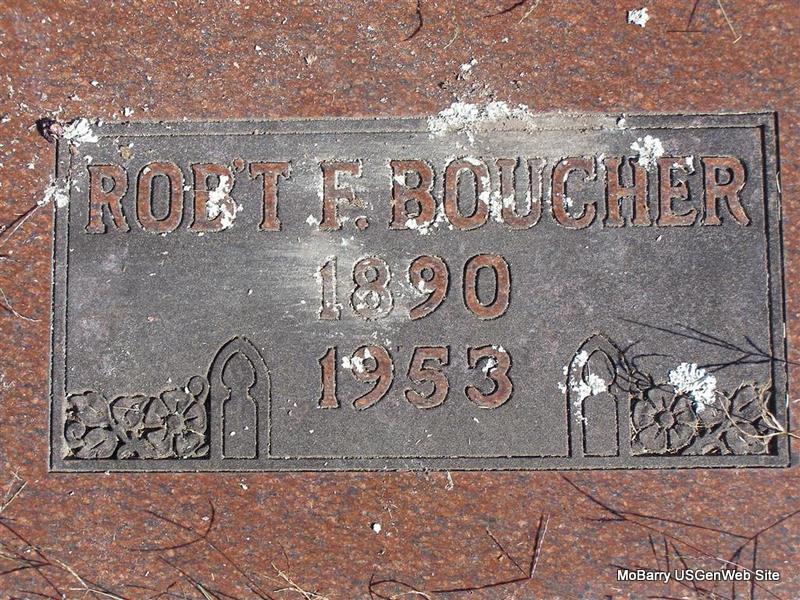 ROB'T F. BOUCHER
1890
1953
MoBarry USGenWeb Site